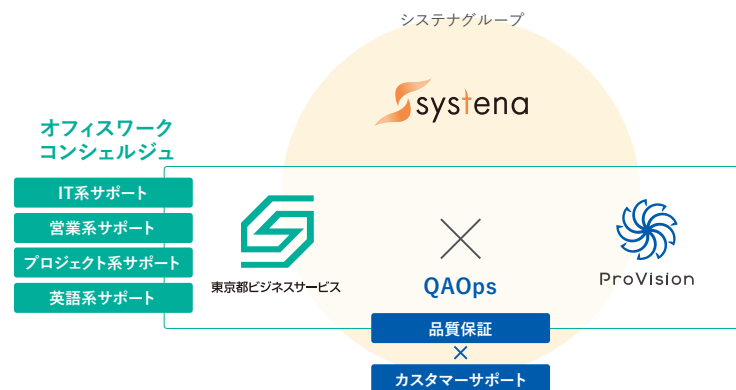 システナグループ
systena
オフィスワーク
コンシェルジュ
IT系サポート
営業系サポート
プロジェクト系サポート
英語系サポート
東京都ビジネスサービス
QAOps
ProVision
品質保証
×
カスタマーサポート